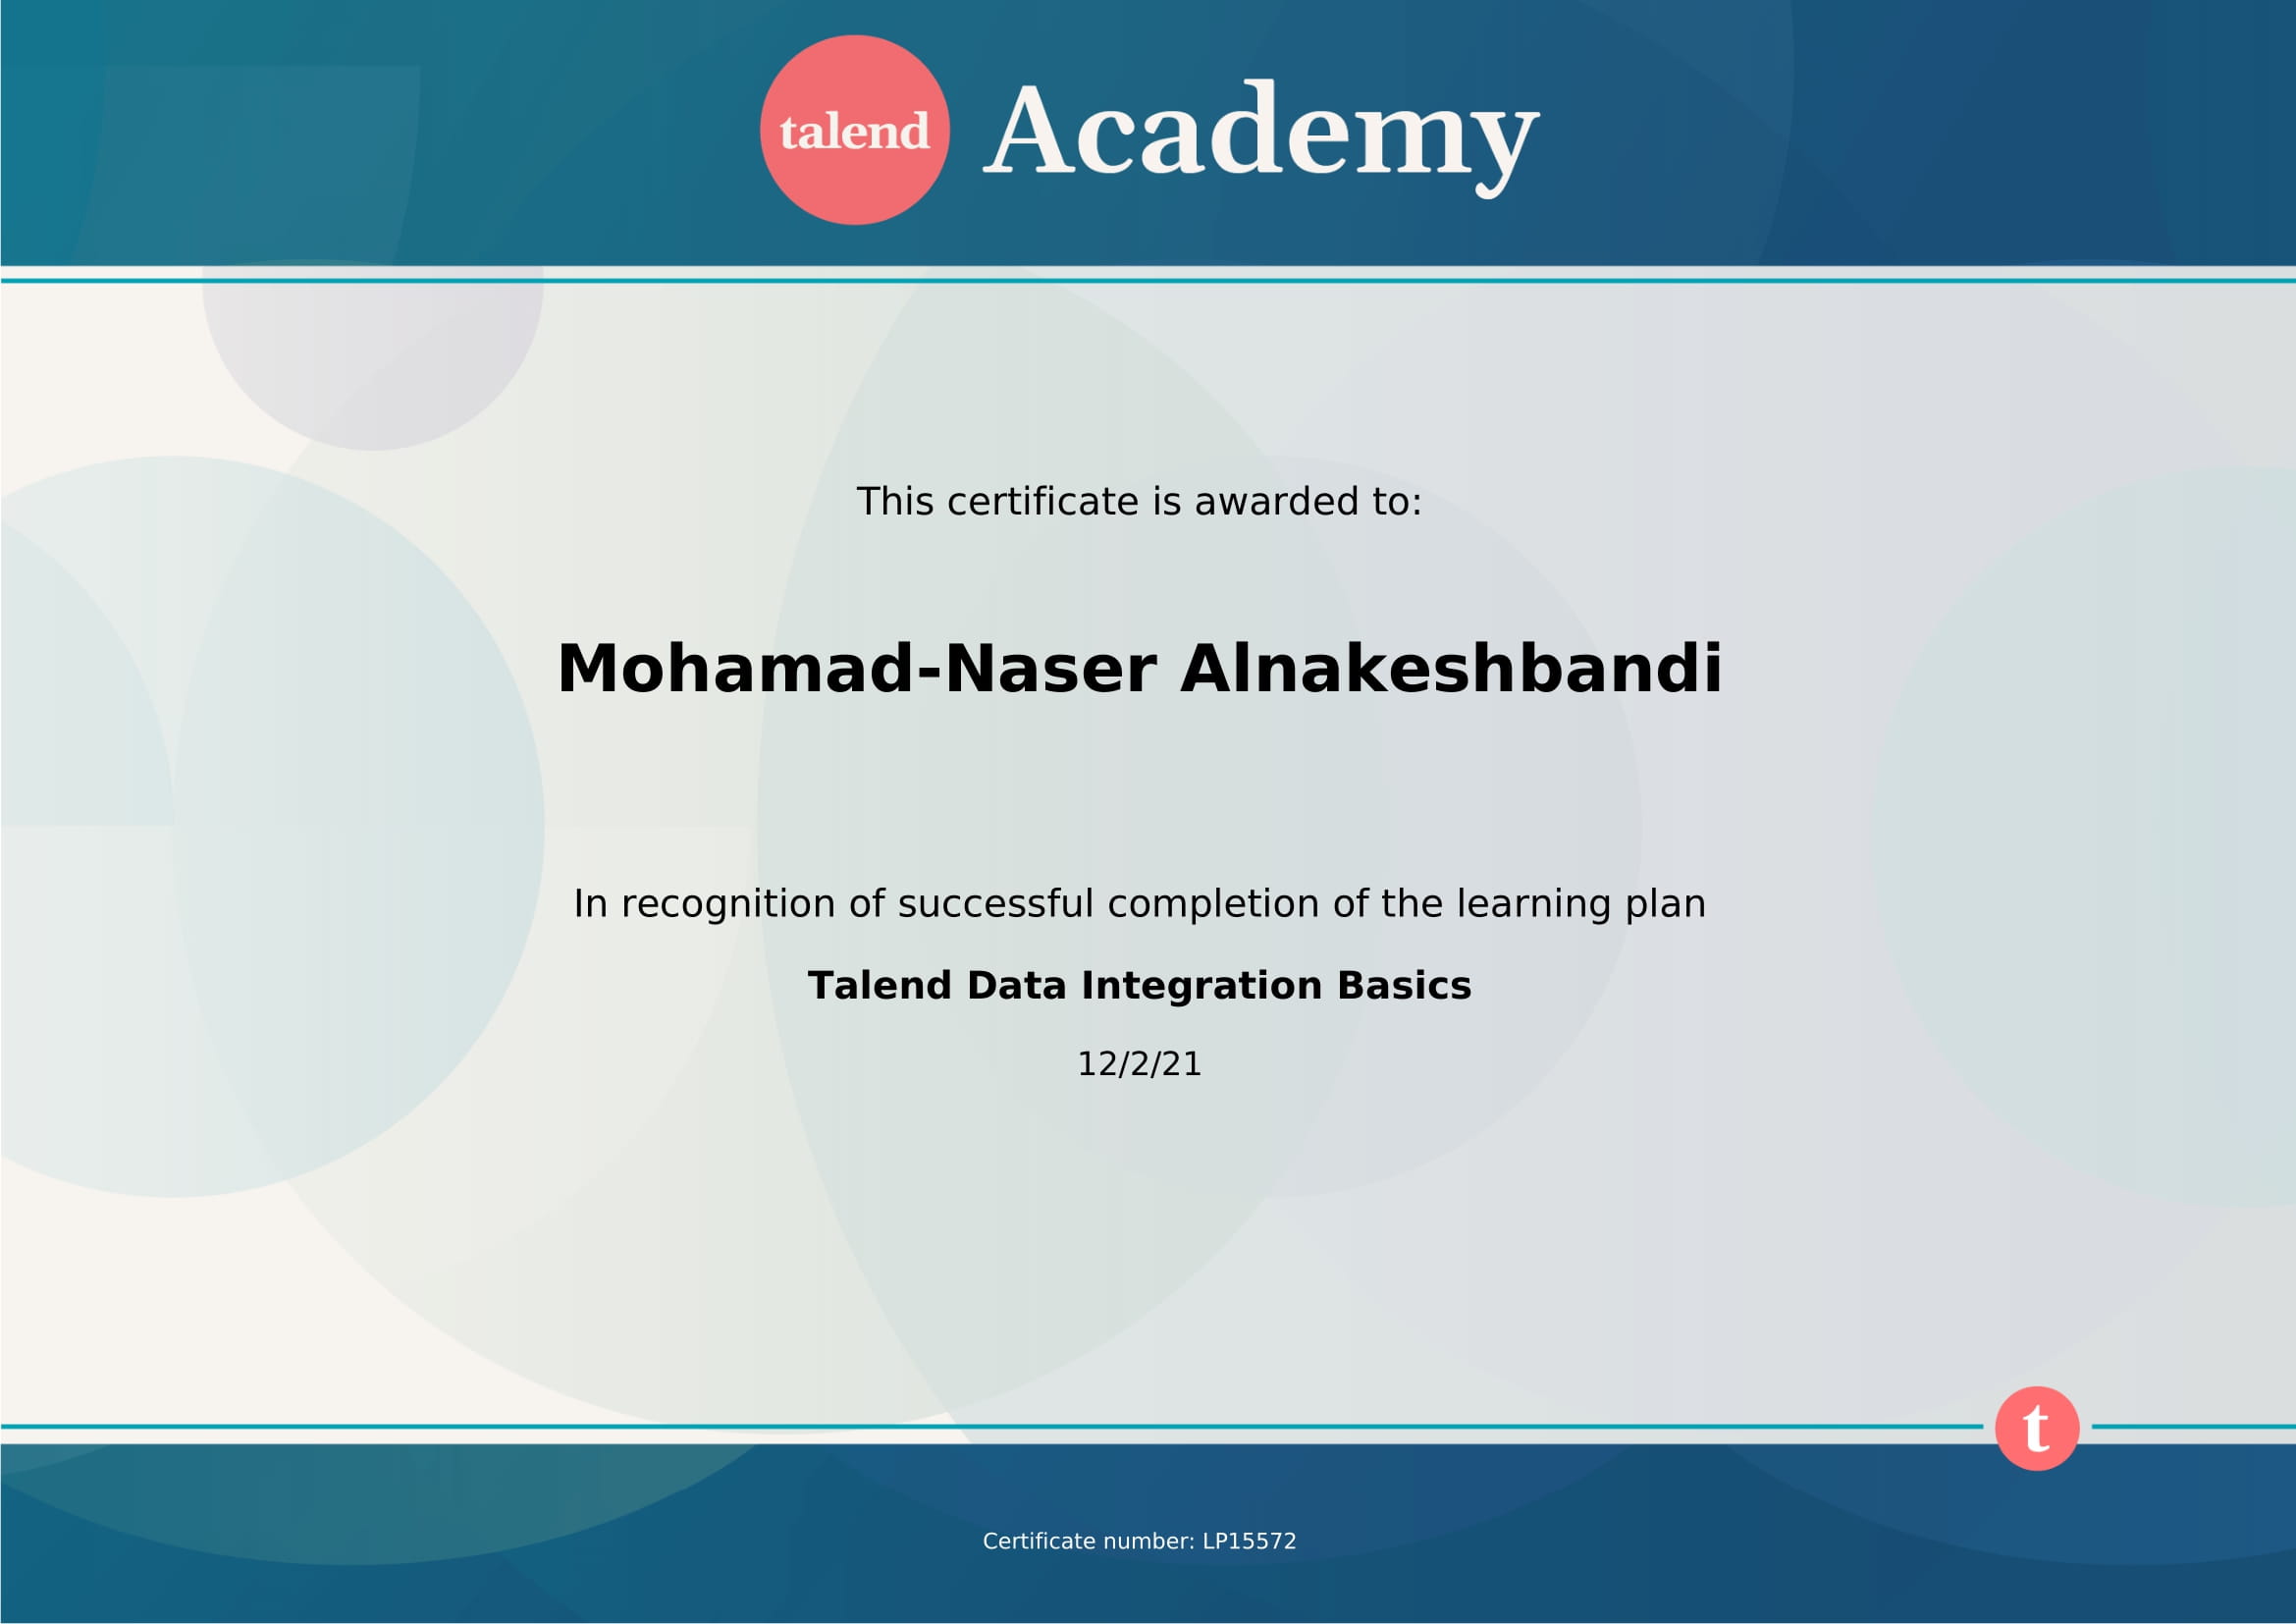 talend Academy
This certificate is awarded to:
Mohamad-Naser Alnakeshbandi
In recognition of successful completion of the learning plan
Talend Data Integration Basics
12/2/21
t
Certificate number: LP15572